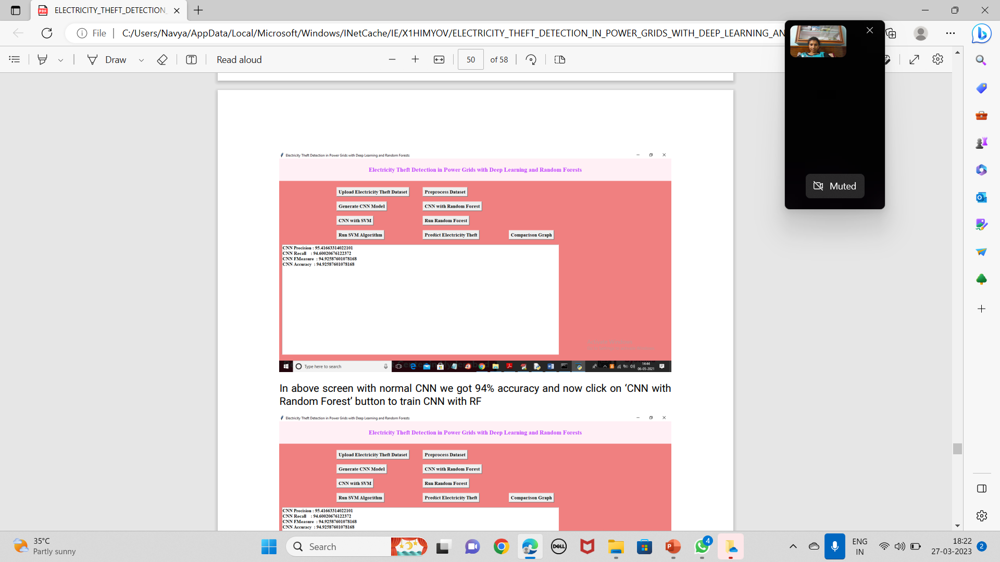 ELECTRICITY_THEFT_DETECTION_
File
C:/Users/Navya/AppData/Local/Microsoft/Windows/INetCache/IE/X1HIMYOV/ELECTRICITY_THEFT_DETECTION_IN_POWER_GRIDS_WITH_DEEP_LEARNING_AN
Draw
Read aloud
50
of 58
Muted
Electricity Theft Detection in Power Grids with Deep Learning and Random Forests
Electricity Theft Detection in Power Grids with Deep Learning and Random Forests
Upload Electricity Theft Dataset
Preprocess Dataset
Generate CNN Model
CNN with Random Forest
CNN with SVM
Run Random Forest
Run SVM Algorithm
Predict Electricity Theft
Comparison Graph
CNN Precision : 95.41663314022101
CNN Recall : 94.60020676122372
CNN FMeasure : 94.92587601078168
CNN Accuracy : 94.92587601078168
Type here to search
14:44
06-05-2021
In above screen with normal CNN we got 94% accuracy and now click on ‘CNN with
Random Forest’ button to train CNN with RF
Electricity Theft Detection in Power Grids with Deep Learning and Random Forests
Electricity Theft Detection in Power Grids with Deep Learning and Random Forests
Upload Electricity Theft Dataset
Preprocess Dataset
Generate CNN Model
CNN with Random Forest
CNN with SVM
Run Random Forest
Run SVM Algorithm
Predict Electricity Theft
Comparison Graph
CNN Precision : 95.41663314022101
CNN Recall : 94.60020676122372
CNN FMeasure : 94.92587601078168
CNN Accuracy : 94.92587601078168
35°C
Partly sunny
Search
DELL
4
ENG
IN
18:22
27-03-2023
2